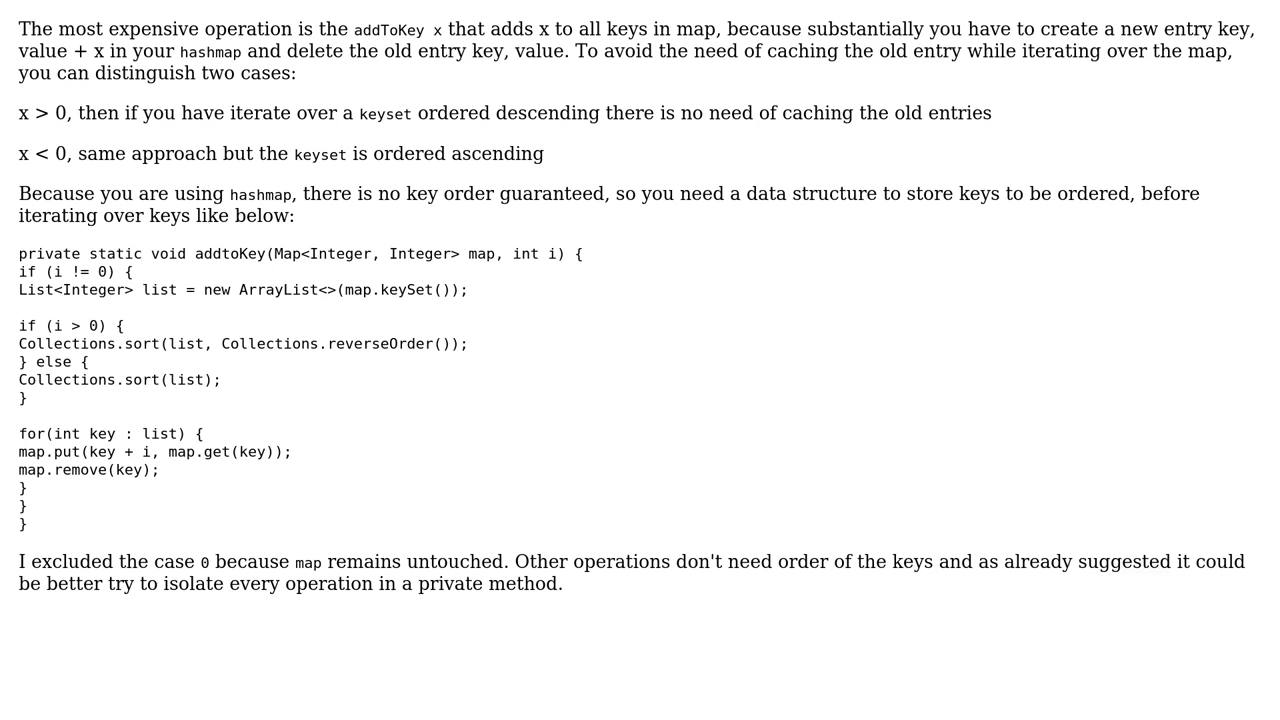 The most expensive operation is the addToKey x that adds x to all keys in map, because substantially you have to create a new entry key,
value + x in your hashmap and delete the old entry key, value. To avoid the need of caching the old entry while iterating over the map,
you can distinguish two cases:
x > 0, then if you have iterate over a keyset ordered descending there is no need of caching the old entries
x < 0, same approach but the keyset is ordered ascending
Because you are using hashmap, there is no key order guaranteed, so you need a data structure to store keys to be ordered, before
iterating over keys like below:
private static void addtoKey(Map<Integer, Integer> map, int i) {
if (i != 0) {
List<Integer> list = new ArrayList<>(map.keySet());
if (i > 0) {
Collections.sort(list, Collections.reverseOrder());
} else {
Collections.sort(list);
}
for(int key : list) {
map.put(key + i, map.get(key));
map.remove(key);
}
}
}
I excluded the case 0 because map remains untouched. Other operations don't need order of the keys and as already suggested it could
be better try to isolate every operation in a private method.